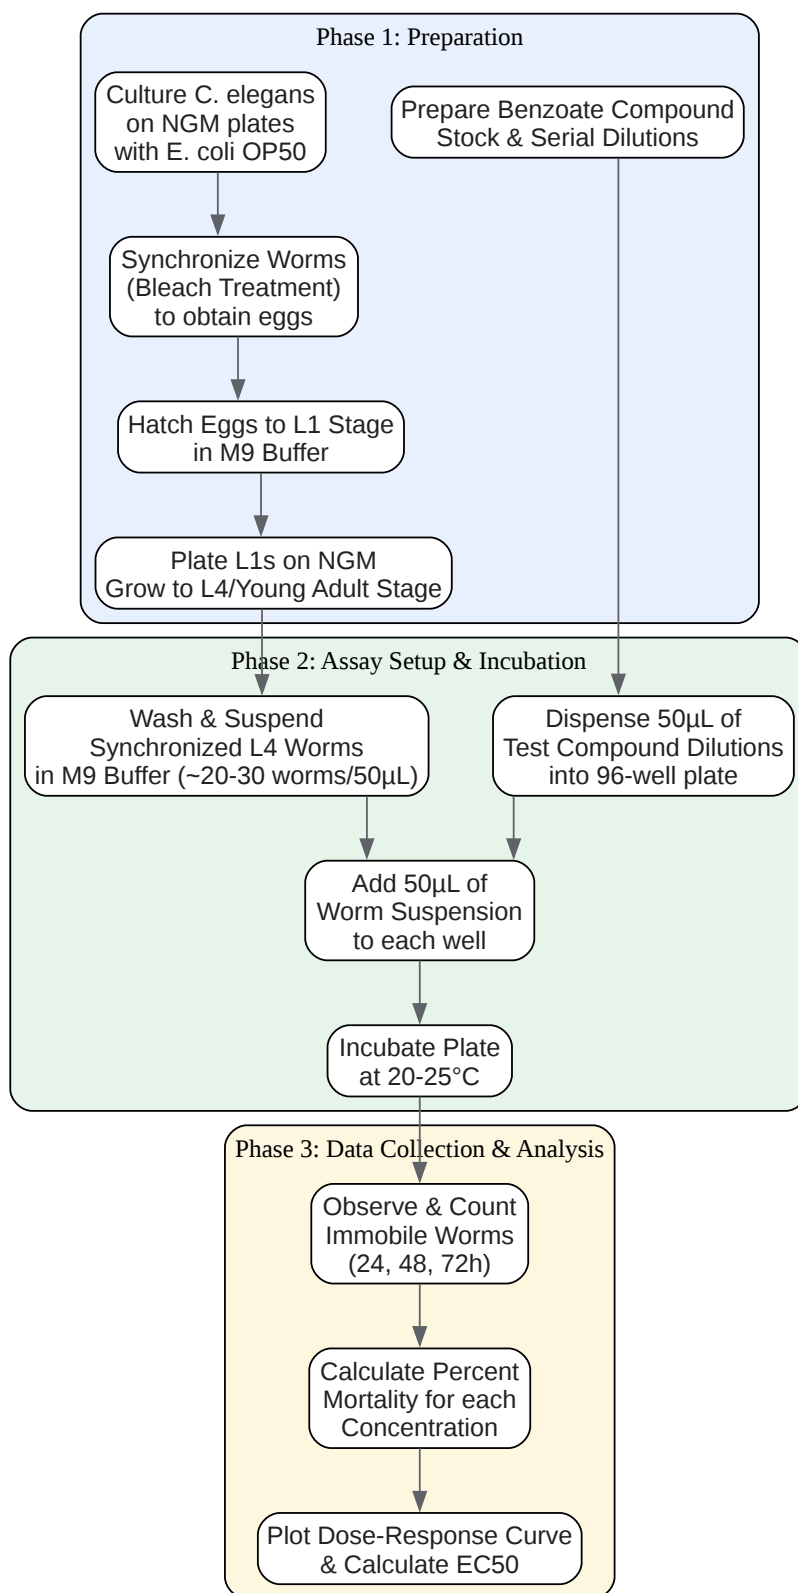 Phase 1: Preparation
Culture C. elegans
on NGM plates
with E. coli OP50
Prepare Benzoate Compound
Stock & Serial Dilutions
Synchronize Worms
(Bleach Treatment)
to obtain eggs
Hatch Eggs to L1 Stage
in M9 Buffer
Plate L1s on NGM
Grow to L4/Young Adult Stage
Phase 2: Assay Setup & Incubation
Wash & Suspend
Synchronized L4 Worms
in M9 Buffer (~20-30 worms/50µL)
Dispense 50µL of
Test Compound Dilutions
into 96-well plate
Add 50µL of
Worm Suspension
to each well
Incubate Plate
at 20-25°C
Phase 3: Data Collection & Analysis
Observe & Count
Immobile Worms
(24, 48, 72h)
Calculate Percent
Mortality for each
Concentration
Plot Dose-Response Curve
& Calculate EC50